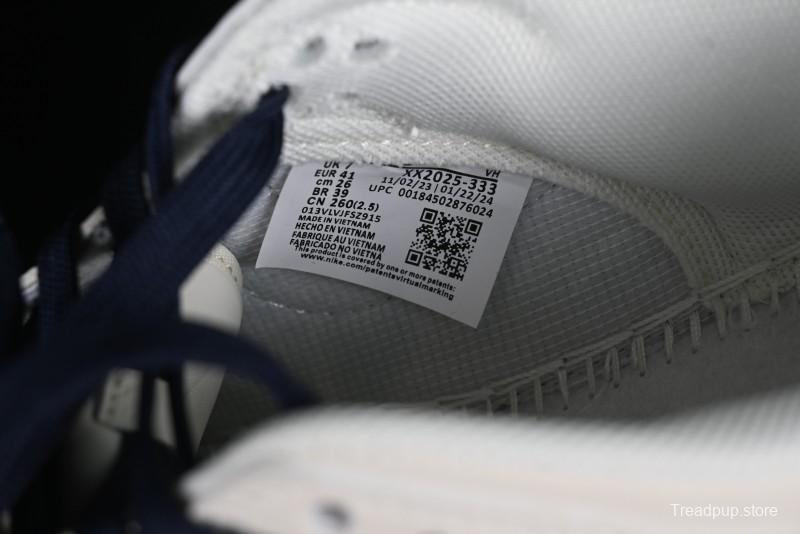 UK 7
EUR 41
cm 26
BR 39
CN 260(2.5)
013VLVJFSZ915
MADE IN VIETNAM
HECHO EN VIETNAM
FABRIQUE AU VIETNAM
FABRICADO NO VIETNA
This product is covered by one or more patents:
www.nike.com/patentsvirtualmarking
VH
XX2025-333
11/02/23 | 01/22/24
UPC 00184502876024
Treadpup.store